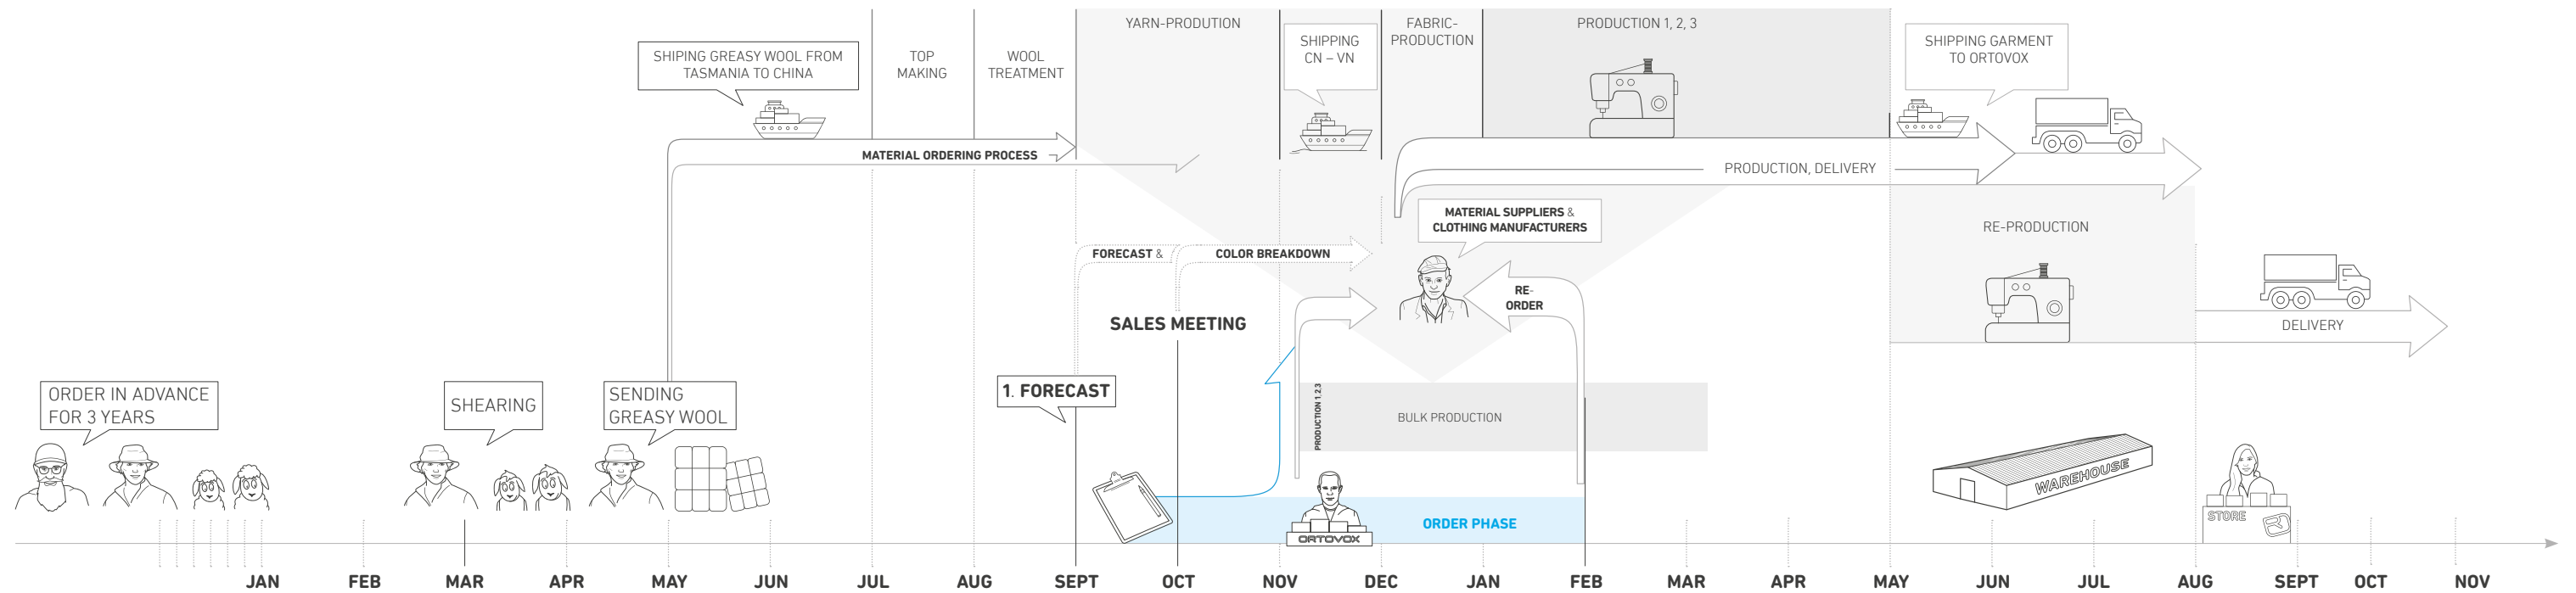 YARN-PRODUTION
FABRIC-
PRODUCTION
PRODUCTION 1, 2, 3
SHIPING GREASY WOOL FROM
TASMANIA TO CHINA
TOP
MAKING
WOOL
TREATMENT
SHIPPING
CN – VN
SHIPPING GARMENT
TO ORTOVOX
MATERIAL ORDERING PROCESS
PRODUCTION, DELIVERY
MATERIAL SUPPLIERS &
CLOTHING MANUFACTURERS
RE-PRODUCTION
FORECAST &
COLOR BREAKDOWN
RE-
ORDER
SALES MEETING
DELIVERY
ORDER IN ADVANCE
FOR 3 YEARS
SHEARING
SENDING
GREASY WOOL
1. FORECAST
PRODUCTION 1,2,3
BULK PRODUCTION
WAREHOUSE
STORE
ORDER PHASE
ORTOVOX
JAN
FEB
MAR
APR
MAY
JUN
JUL
AUG
SEPT
OCT
NOV
DEC
JAN
FEB
MAR
APR
MAY
JUN
JUL
AUG
SEPT
OCT
NOV